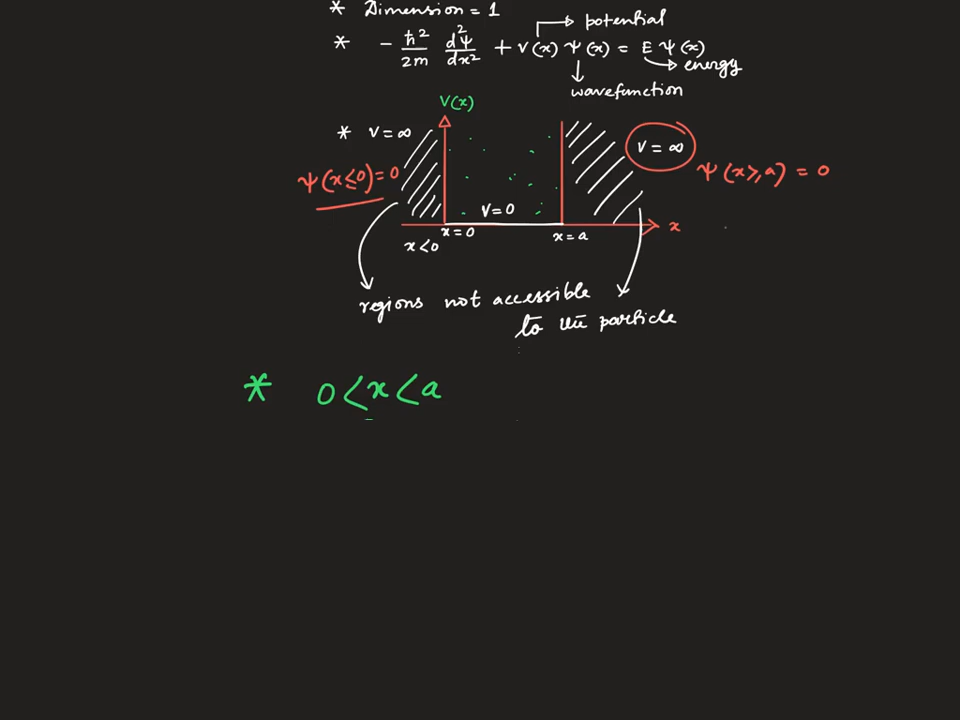 * Dimension = 1
→ potential
* - ħ²/2m d²Ψ/dx² + V(x) Ψ(x) = E Ψ(x)
→ energy
wavefunction
V(x)
* V = ∞
V = ∞
Ψ(x≤0) = 0
Ψ(x≥a) = 0
V=0
x<0
x=0
x=a
x
regions not accessible
to the particle
* 0<x<a